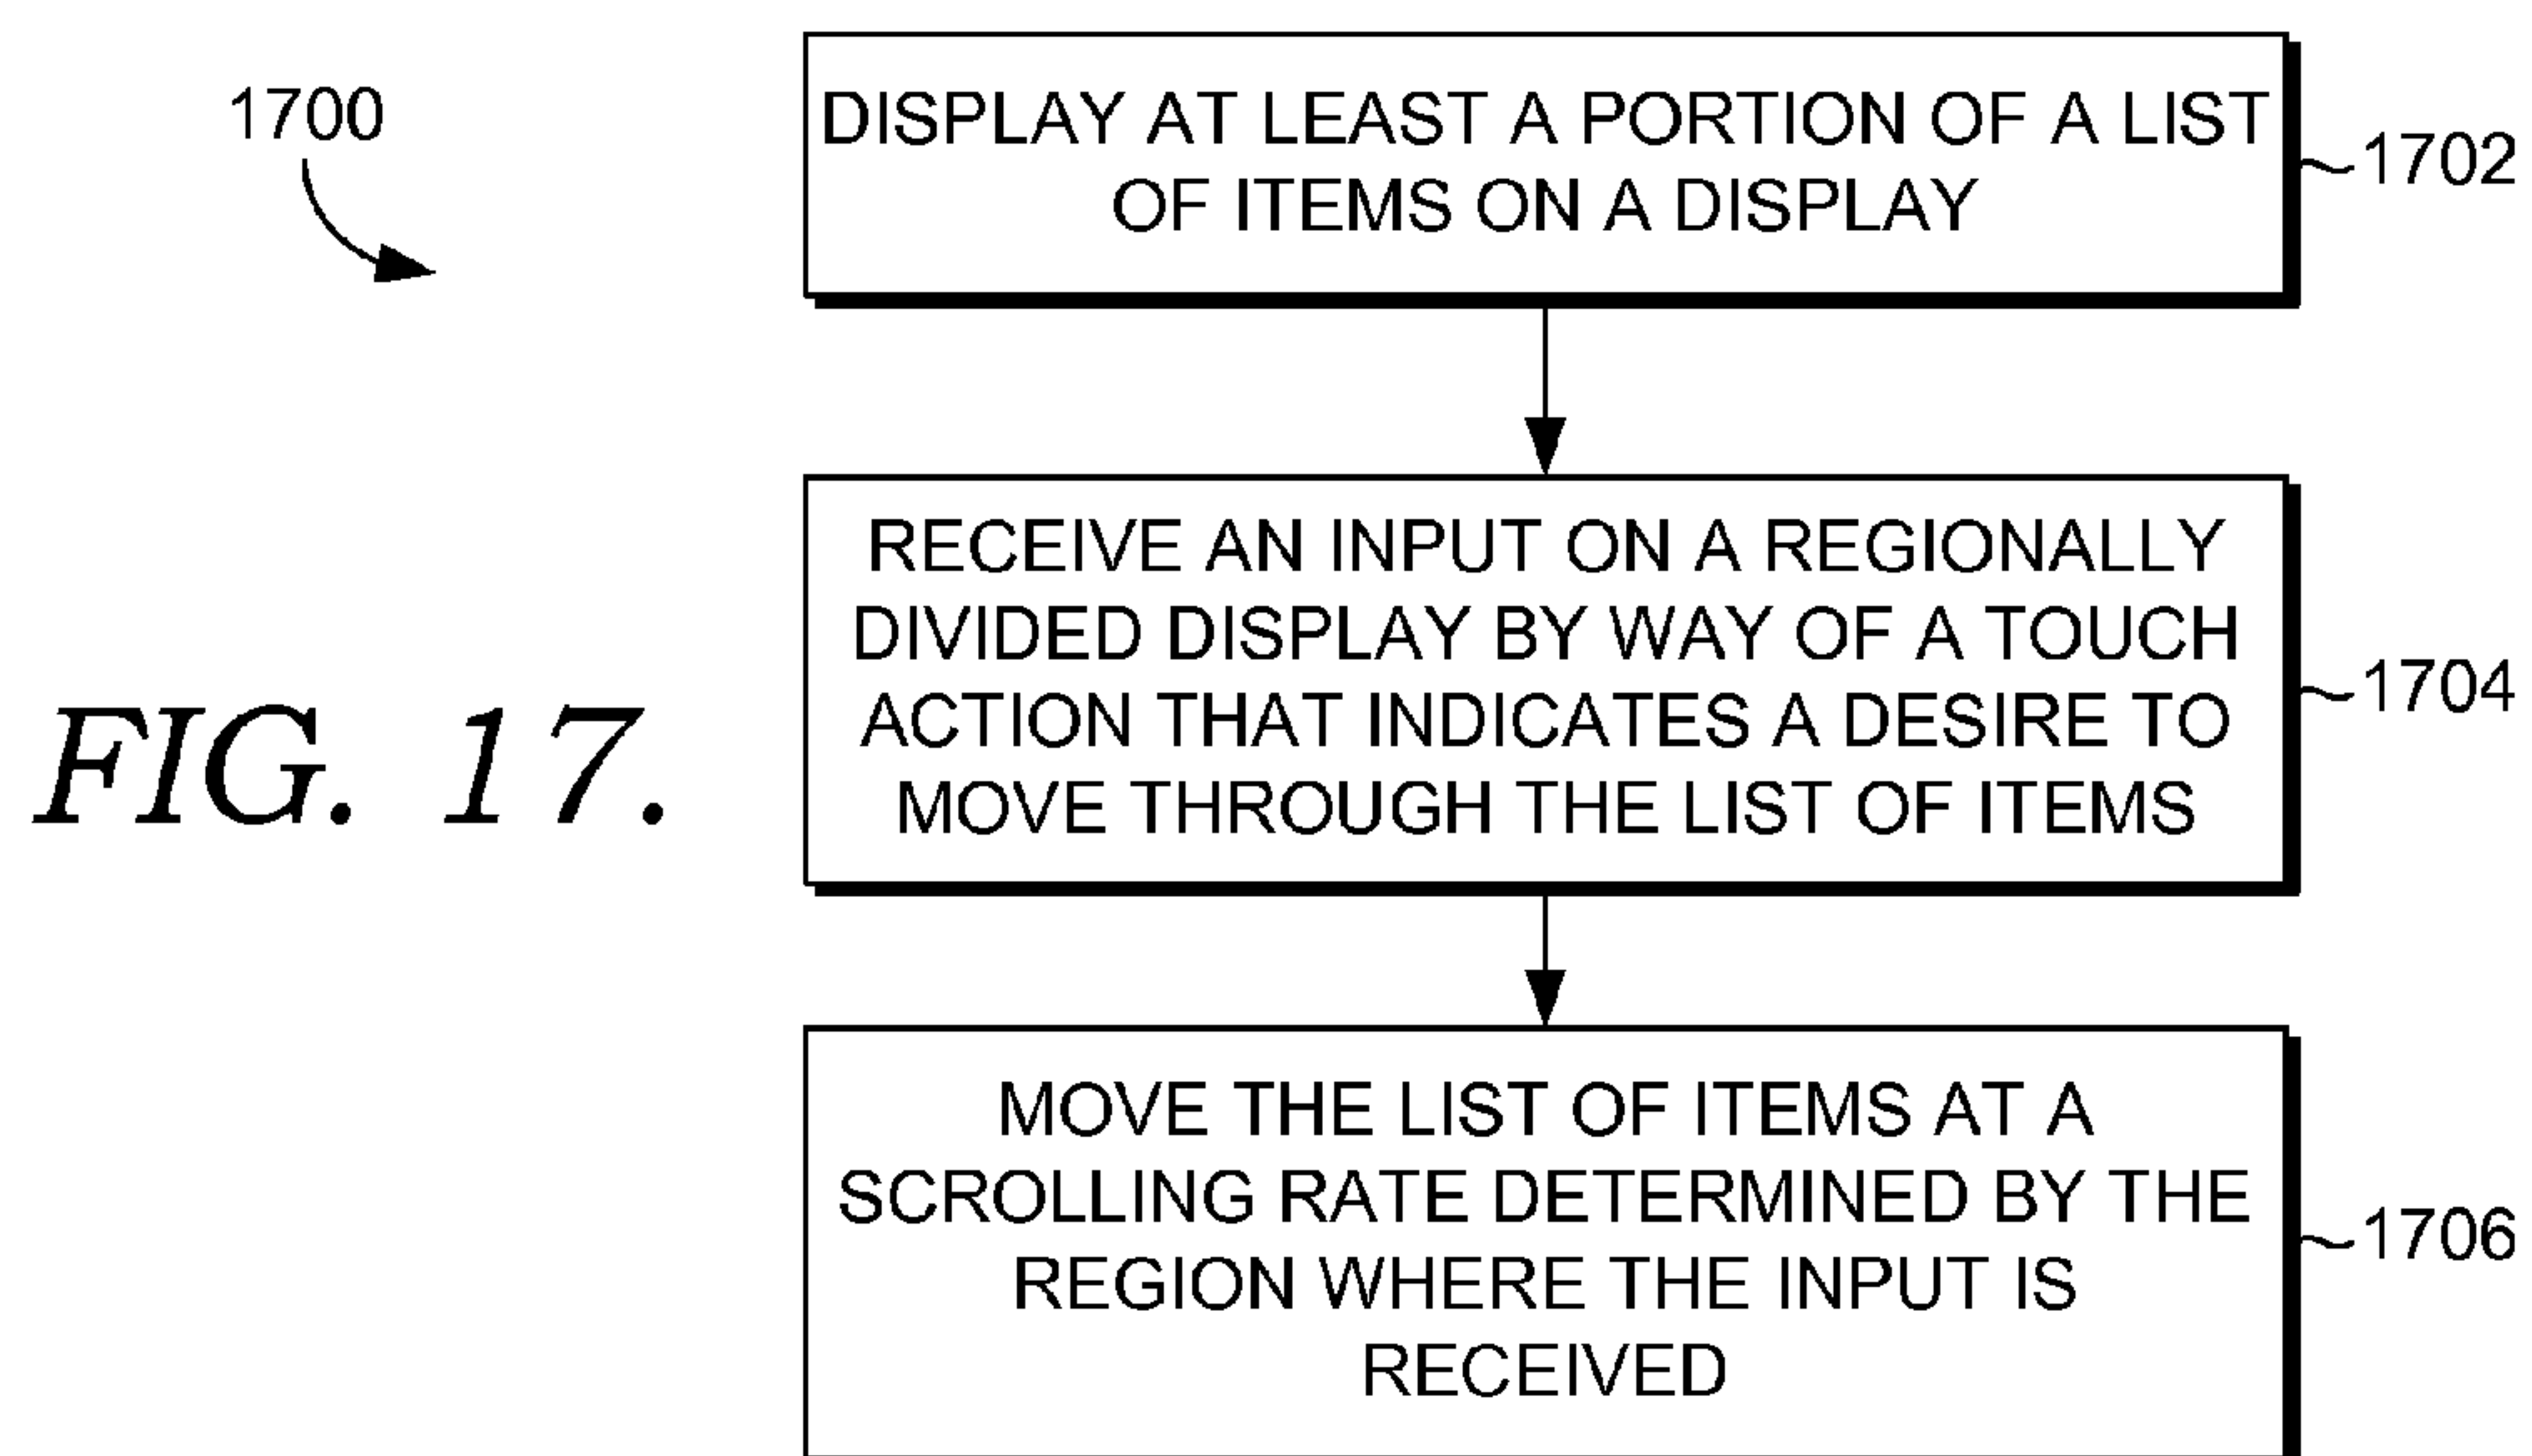 1700
DISPLAY AT LEAST A PORTION OF A LIST
OF ITEMS ON A DISPLAY
1702
RECEIVE AN INPUT ON A REGIONALLY
DIVIDED DISPLAY BY WAY OF A TOUCH
ACTION THAT INDICATES A DESIRE TO
MOVE THROUGH THE LIST OF ITEMS
1704
FIG. 17.
MOVE THE LIST OF ITEMS AT A
SCROLLING RATE DETERMINED BY THE
REGION WHERE THE INPUT IS
RECEIVED
1706